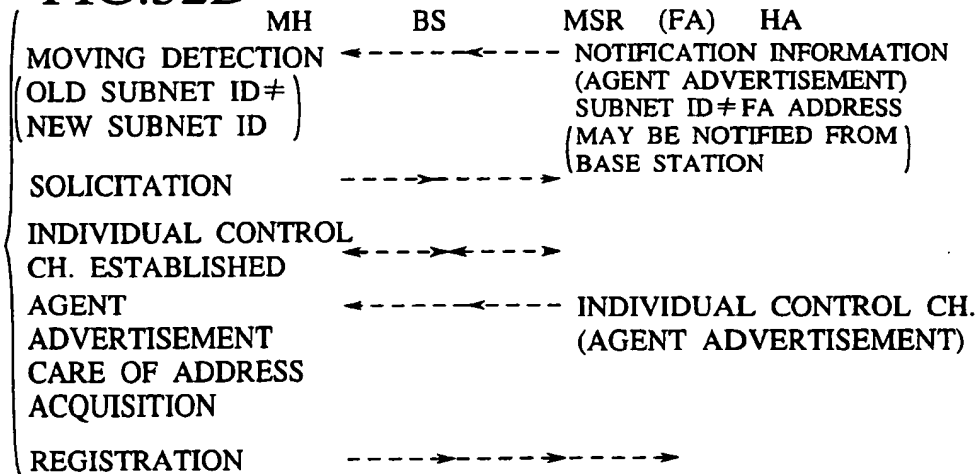 MH BS MSR (FA) HA
MOVING DETECTION
(OLD SUBNET ID≠
NEW SUBNET ID)
NOTIFICATION INFORMATION
(AGENT ADVERTISEMENT)
SUBNET ID≠FA ADDRESS
(MAY BE NOTIFIED FROM
BASE STATION)
SOLICITATION
INDIVIDUAL CONTROL
CH. ESTABLISHED
AGENT
ADVERTISEMENT
CARE OF ADDRESS
ACQUISITION
INDIVIDUAL CONTROL CH.
(AGENT ADVERTISEMENT)
REGISTRATION